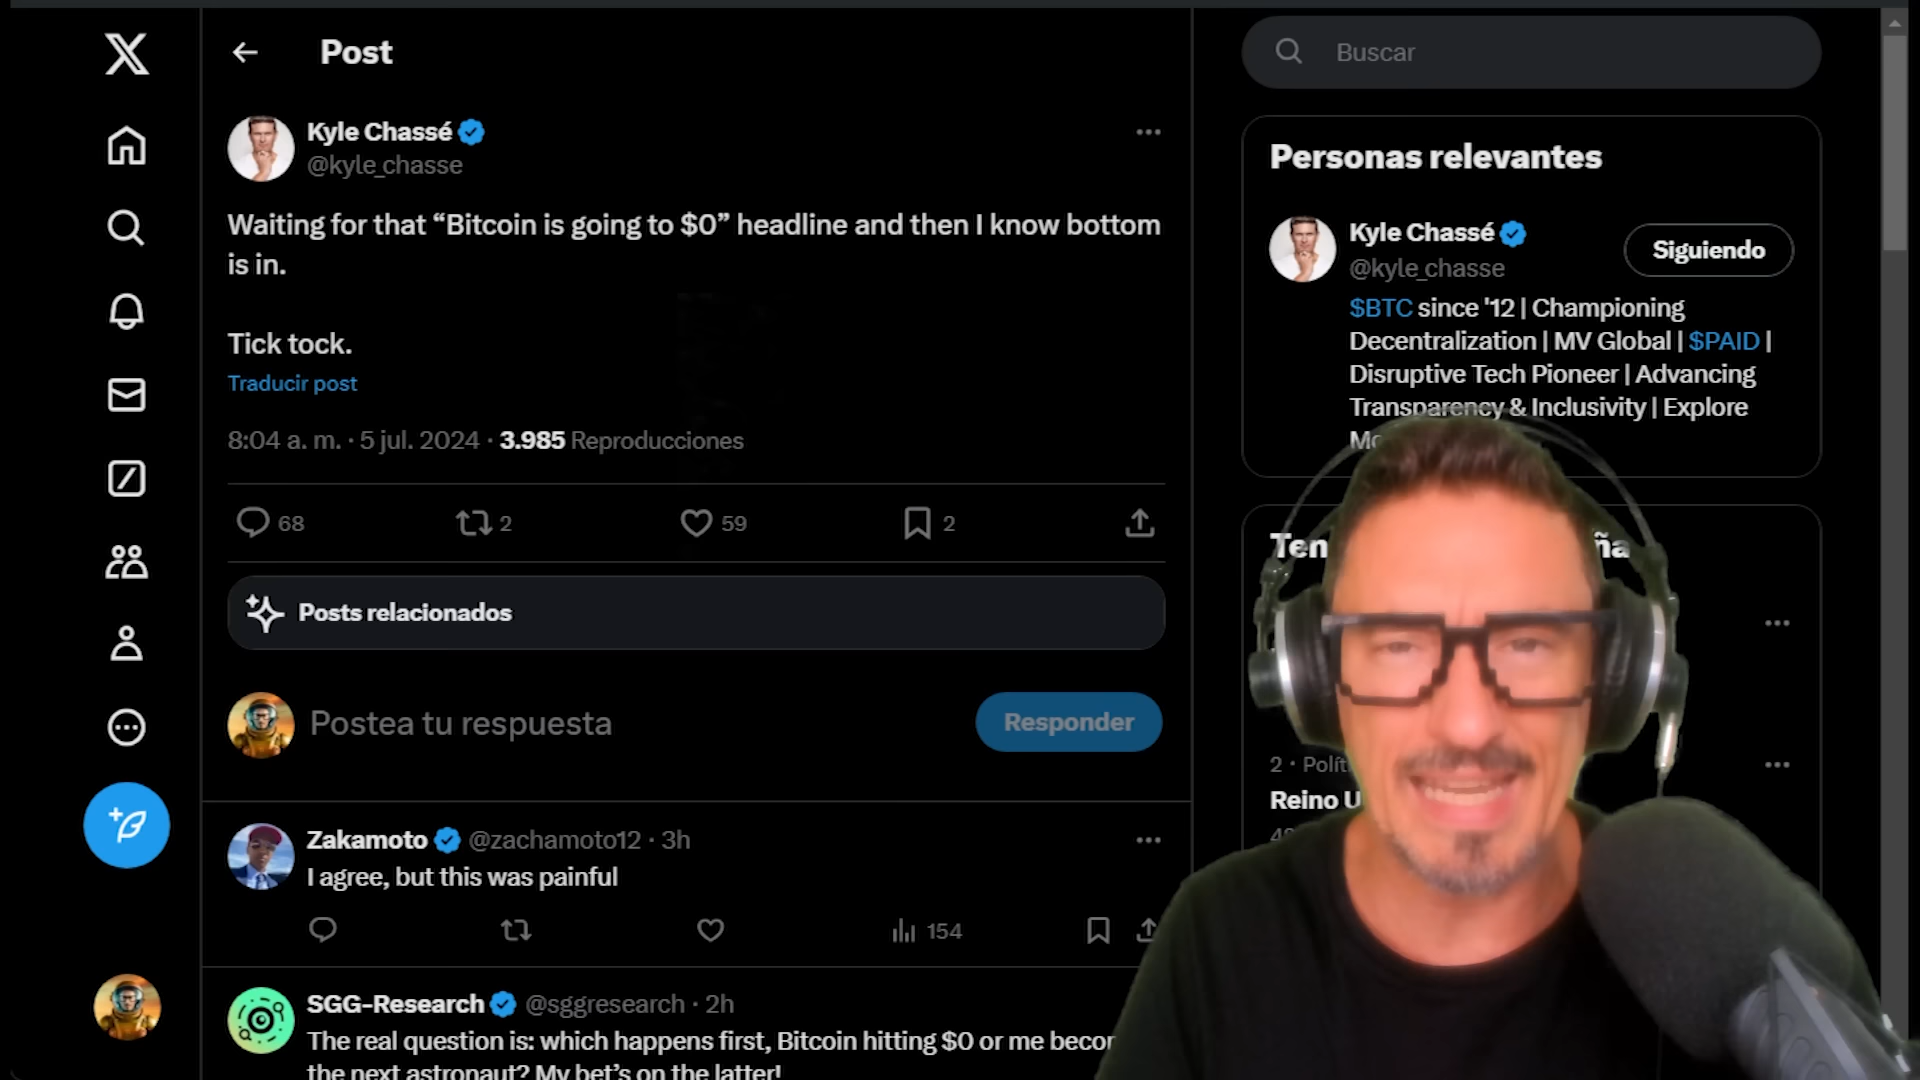 Post
Buscar
Kyle Chassé
@kyle_chasse
Waiting for that “Bitcoin is going to $0” headline and then I know bottom
is in.
Tick tock.
Traducir post
8:04 a. m. · 5 jul. 2024 · 3.985 Reproducciones
68
2
59
2
Posts relacionados
Postea tu respuesta
Responder
Zakamoto @zachamoto12 · 3h
I agree, but this was painful
154
SGG-Research @sggresearch · 2h
The real question is: which happens first, Bitcoin hitting $0 or me
the next astronaut? My bet’s on the latter!
Personas relevantes
Kyle Chassé
@kyle_chasse
Siguiendo
$BTC since '12 | Championing
Decentralization | MV Global | $PAID |
Disruptive Tech Pioneer | Advancing
Transparency & Inclusivity | Explore
2 ·
Reino